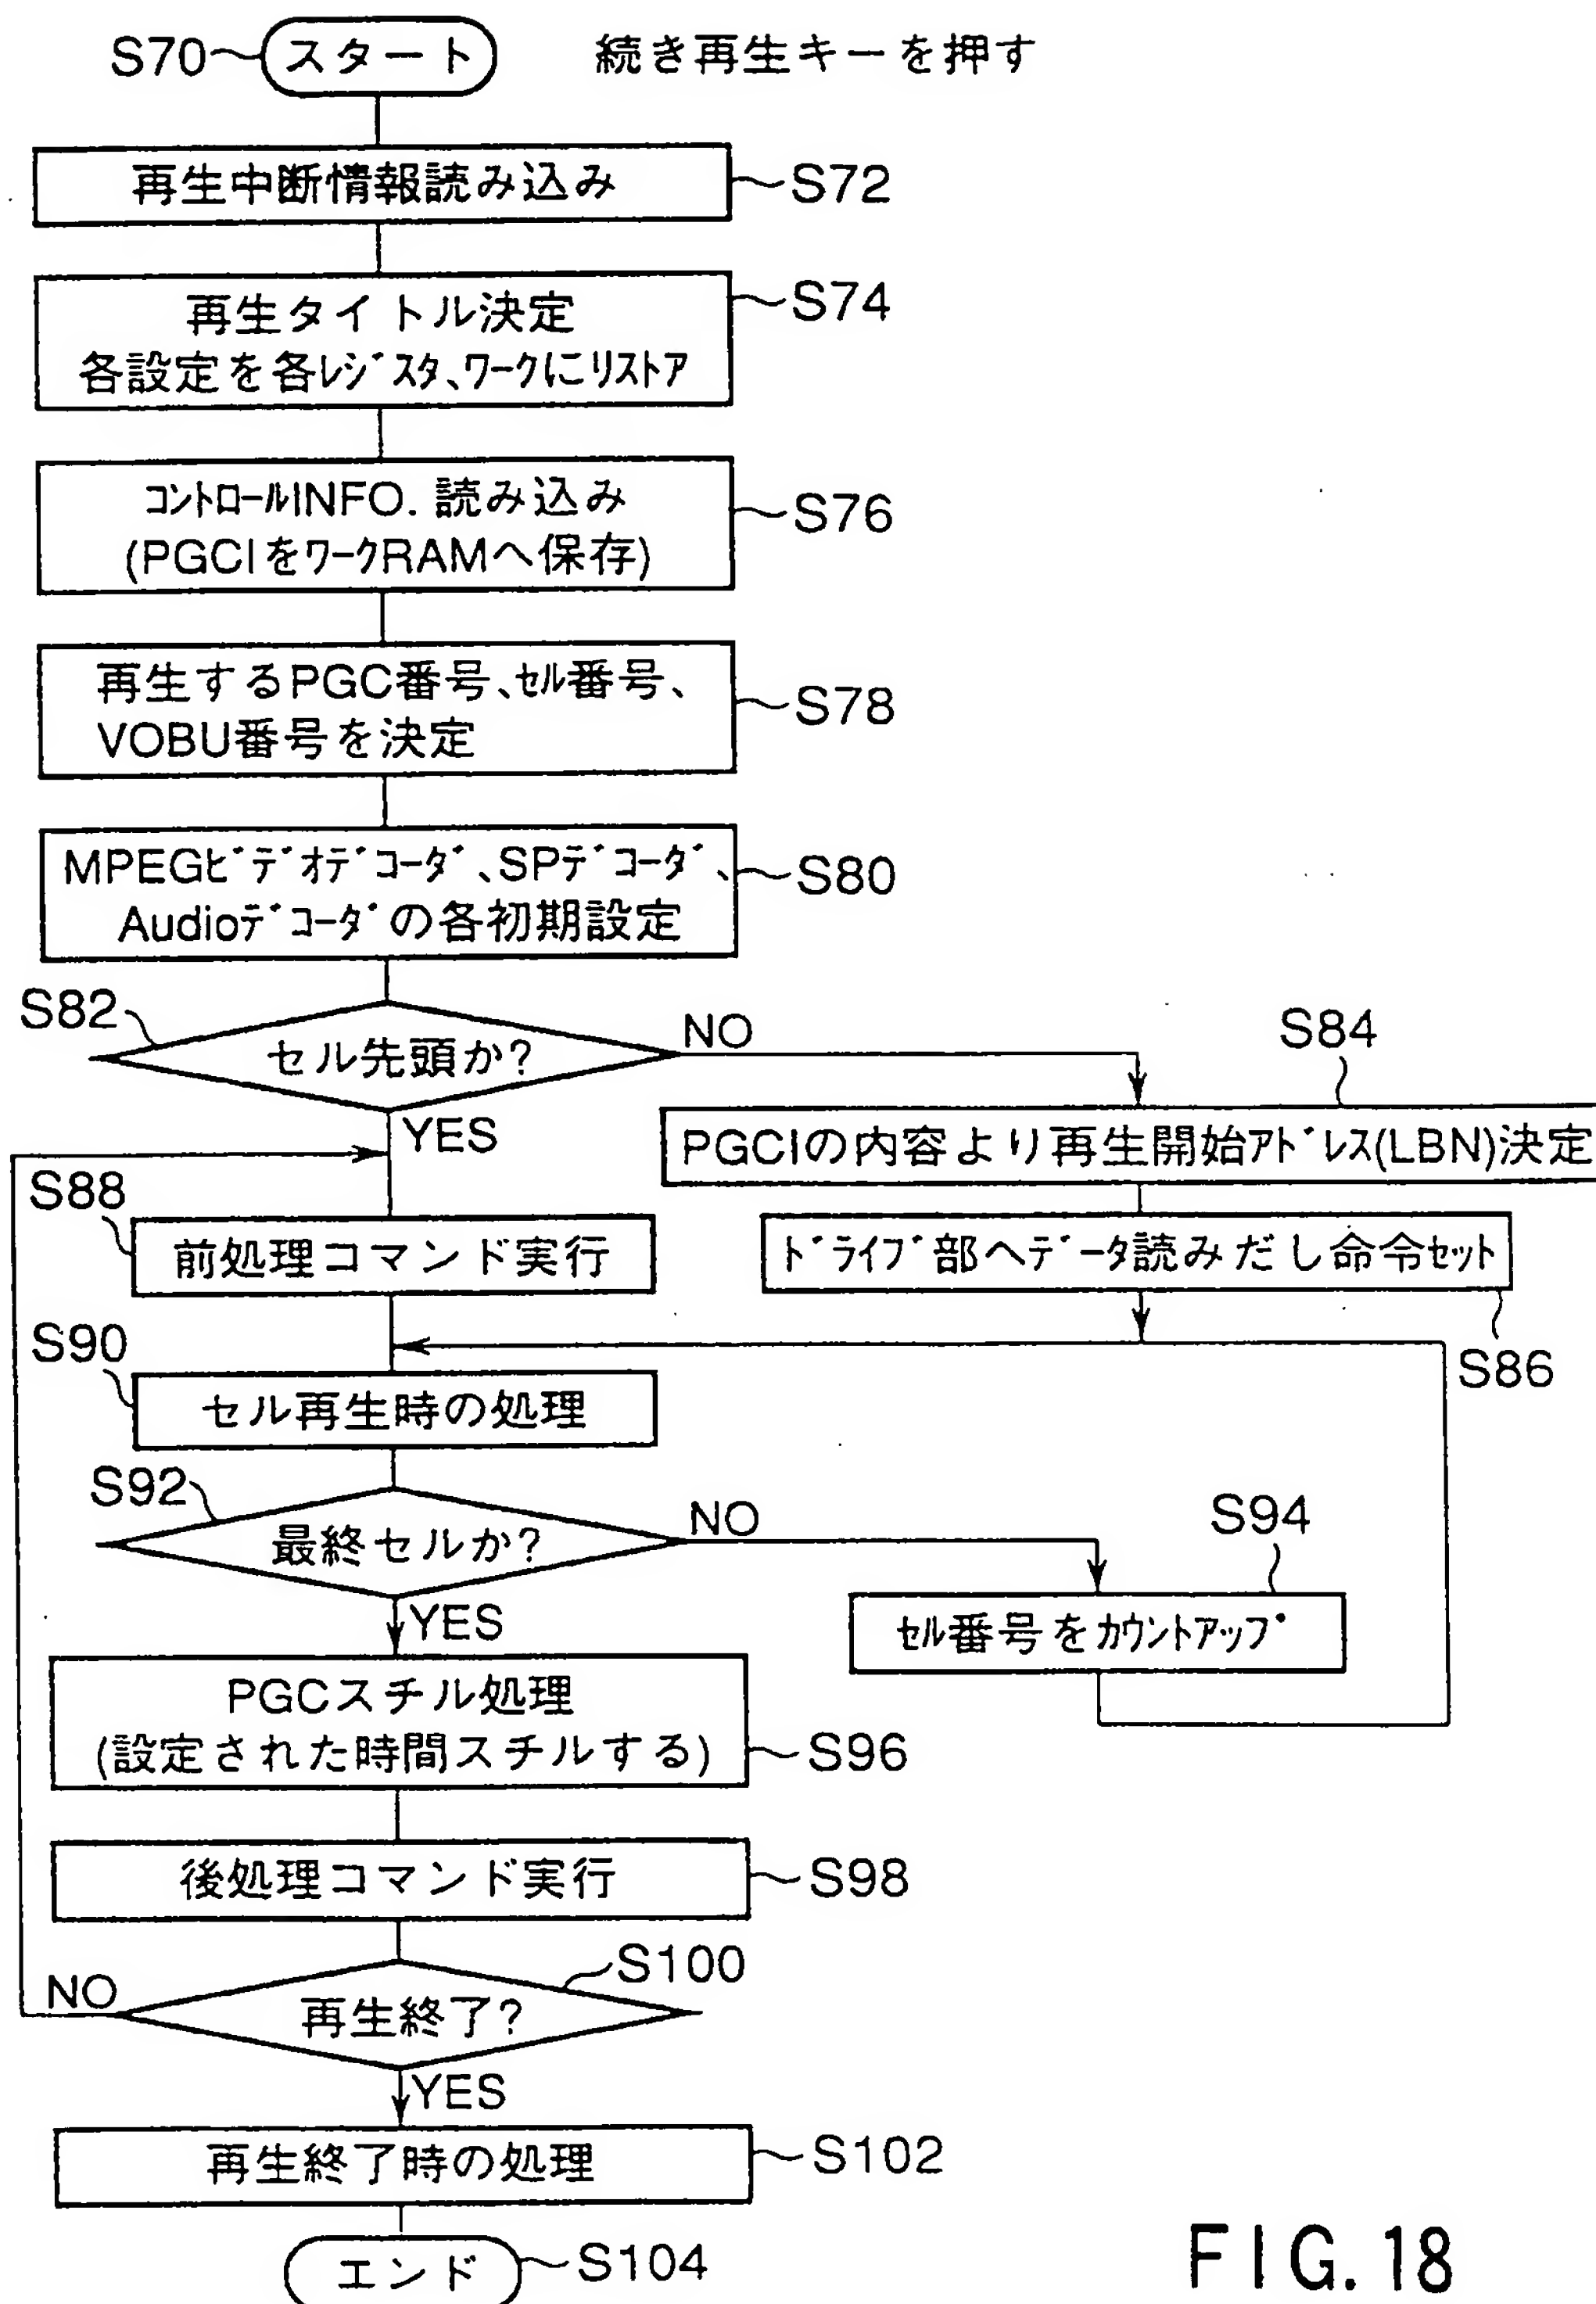 S70 スタート 続き再生キーを押す
再生中断情報読み込み S72
再生タイトル決定 S74
各設定を各ﾚｼﾞｽﾀ、ﾜｰｸにﾘｽﾄｱ
ｺﾝﾄﾛｰﾙINFO. 読み込み S76
(PGCIをﾜｰｸRAMへ保存)
再生するPGC番号、ｾﾙ番号、 S78
VOBU番号を決定
MPEGﾋﾞﾃﾞｵﾃﾞｺｰﾀﾞ、SPﾃﾞｺｰﾀﾞ、 S80
Audioﾃﾞｺｰﾀﾞの各初期設定
S82 セル先頭か? NO
YES
S84
PGCIの内容より再生開始ｱﾄﾞﾚｽ(LBN)決定
S88
前処理コマンド実行
ﾄﾞﾗｲﾌﾞ部へﾃﾞｰﾀ読みだし命令ｾｯﾄ
S86
S90
セル再生時の処理
S92 最終セルか? NO
YES
S94
ｾﾙ番号をｶｳﾝﾄｱｯﾌﾟ
PGCスチル処理
(設定された時間スチルする) S96
後処理コマンド実行 S98
S100
NO 再生終了?
YES
再生終了時の処理 S102
エンド S104
FIG.18